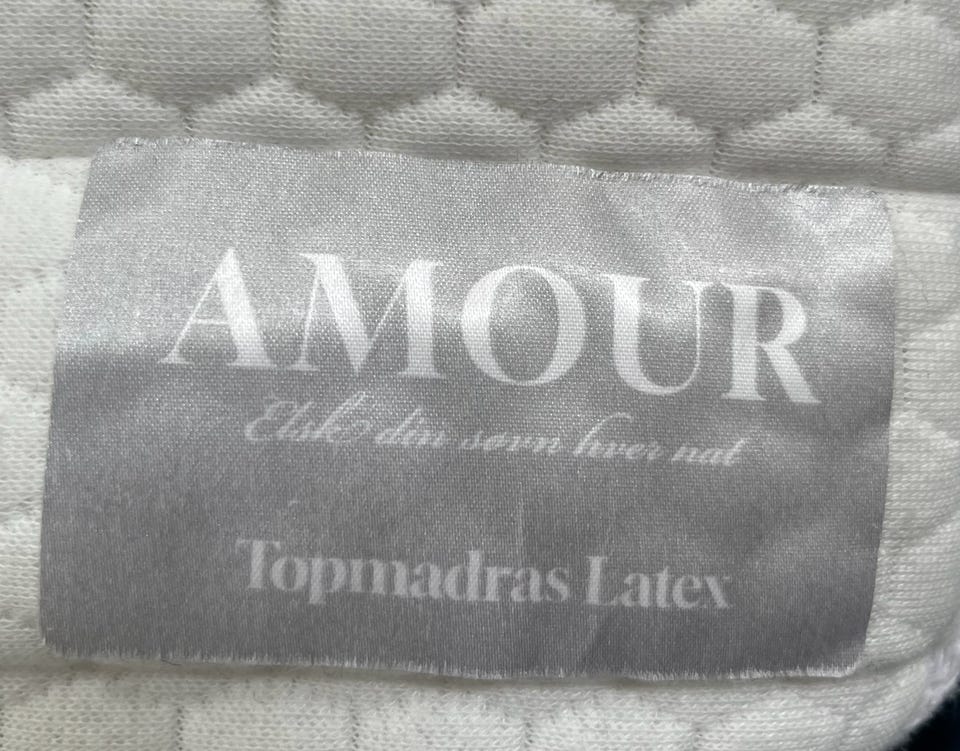 AMOUR
Elsk din søvn hver nat
Topmadras Latex